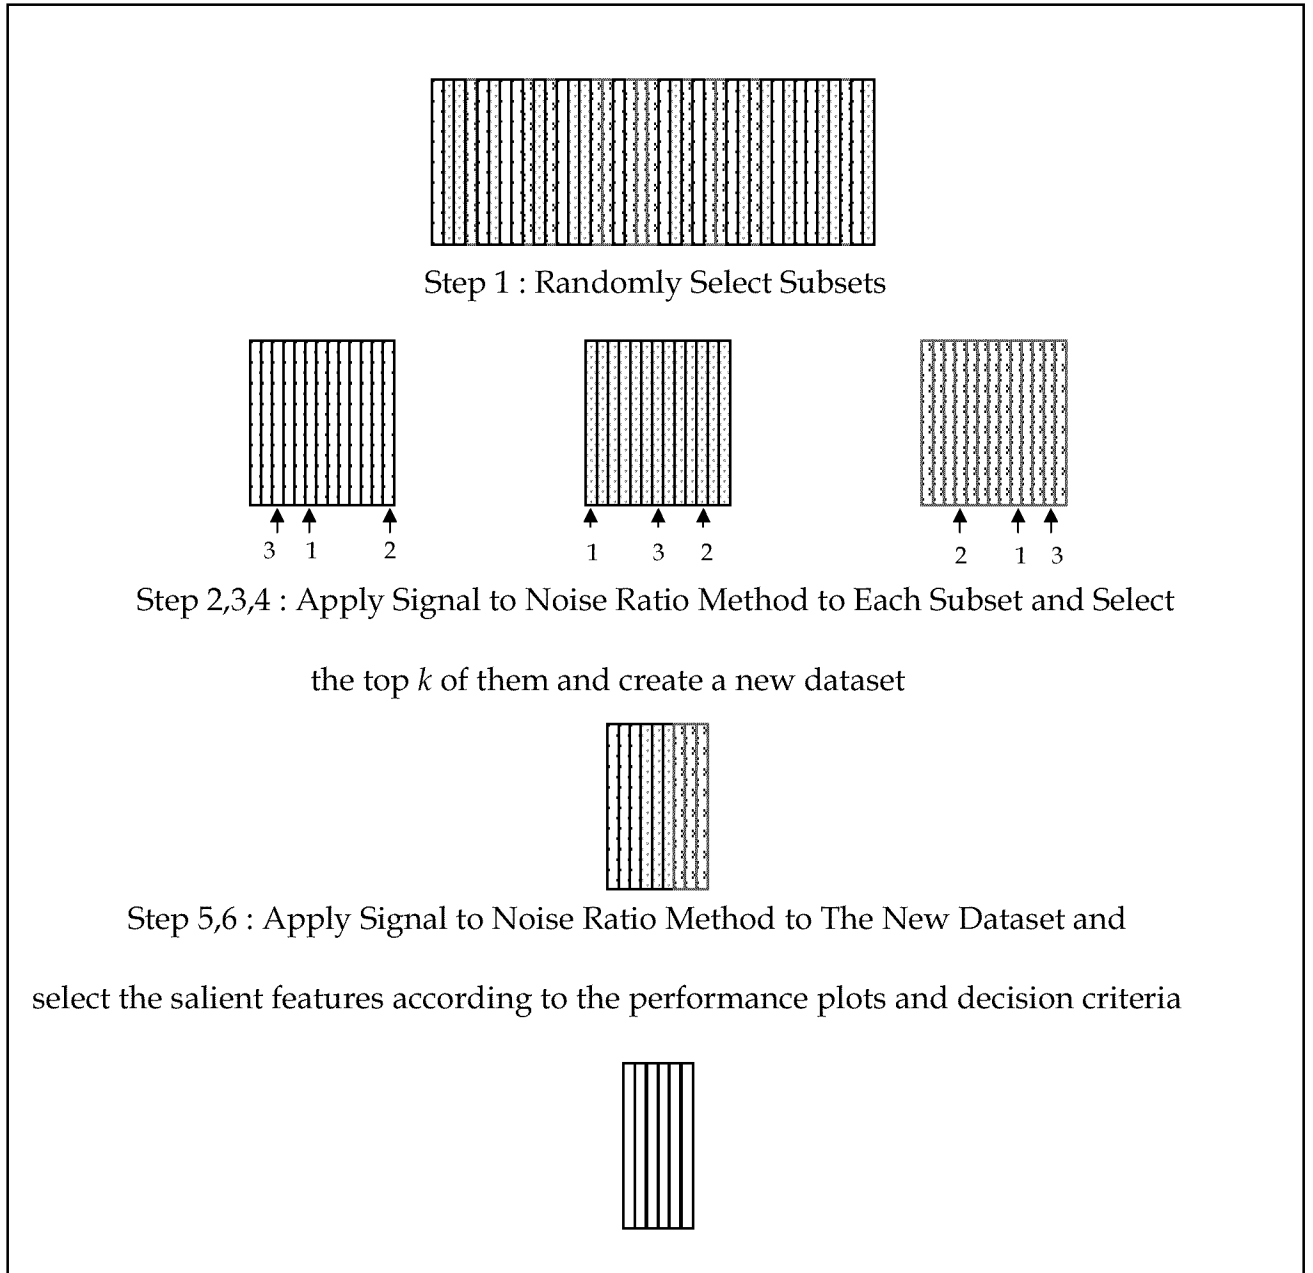 Step 1 : Randomly Select Subsets
3 1 2 1 3 2 2 1 3
Step 2,3,4 : Apply Signal to Noise Ratio Method to Each Subset and Select
the top k of them and create a new dataset
Step 5,6 : Apply Signal to Noise Ratio Method to The New Dataset and
select the salient features according to the performance plots and decision criteria